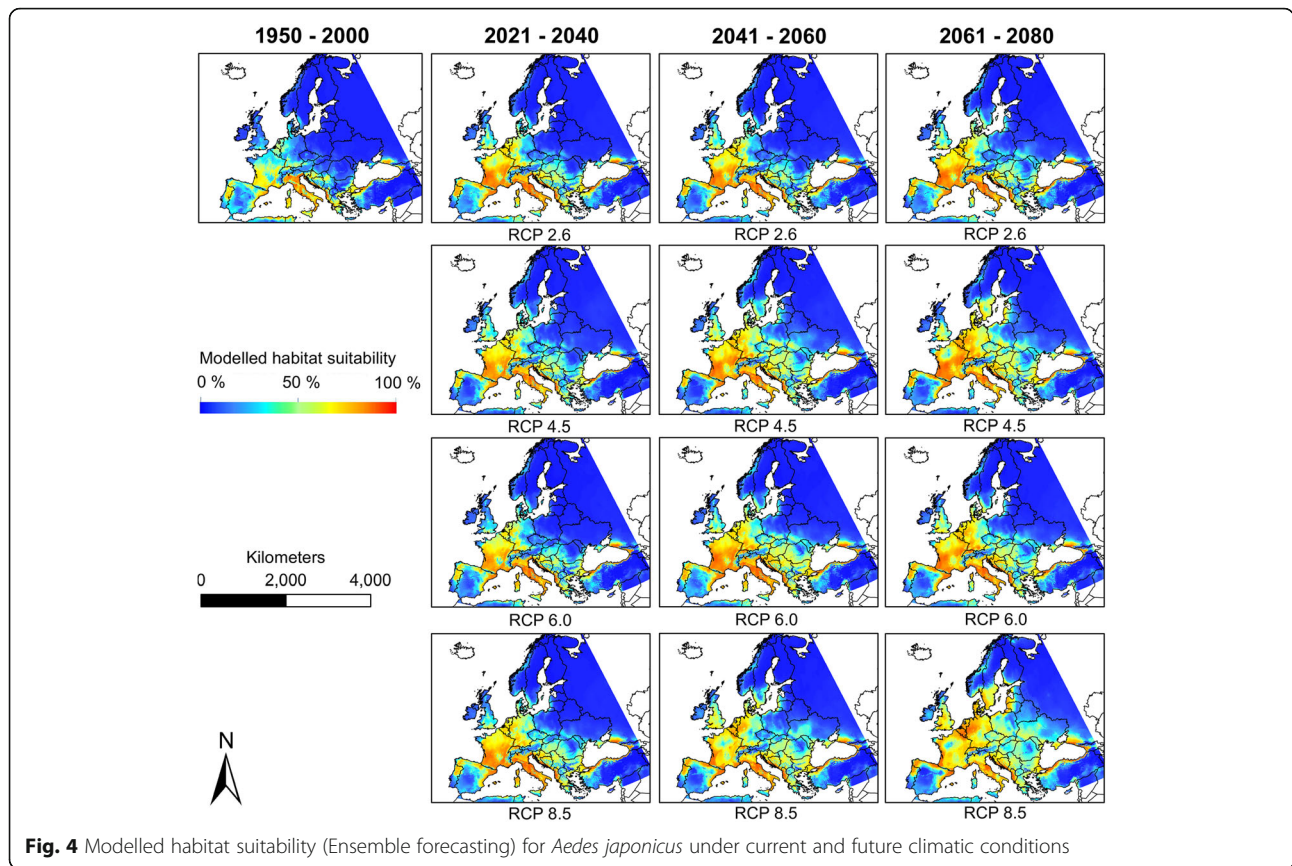 1950 - 2000
2021 - 2040
2041 - 2060
2061 - 2080
RCP 2.6
RCP 2.6
RCP 2.6
Modelled habitat suitability
0 %
50 %
100 %
RCP 4.5
RCP 4.5
RCP 4.5
Kilometers
0
2,000
4,000
RCP 6.0
RCP 6.0
RCP 6.0
N
RCP 8.5
RCP 8.5
RCP 8.5
Fig. 4 Modelled habitat suitability (Ensemble forecasting) for Aedes japonicus under current and future climatic conditions